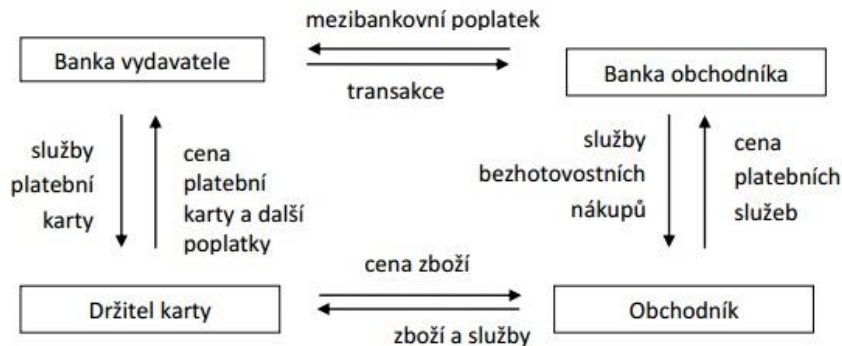 mezibankovní poplatek
Banka vydavatele
Banka obchodníka
transakce
služby
platební
karty
cena
platební
karty a další
poplatky
služby
bezhotovostních
nákupů
cena
platebních
služeb
cena zboží
Držitel karty
Obchodník
zboží a služby